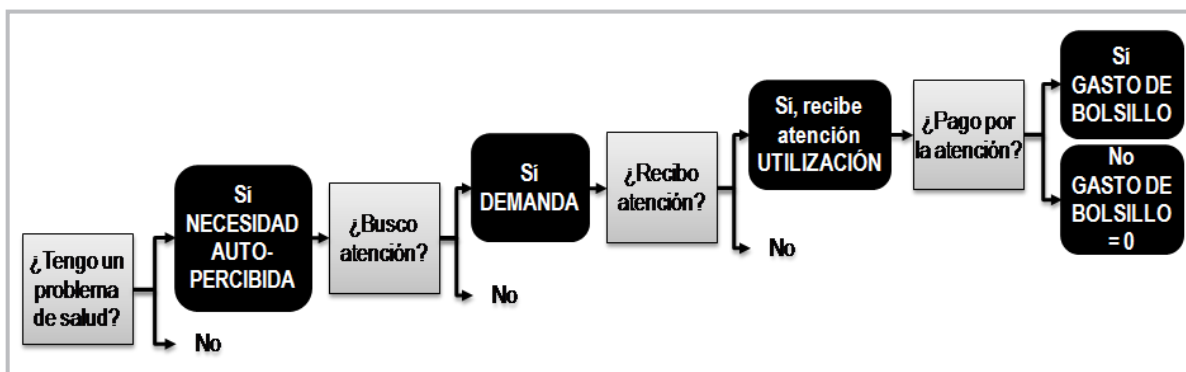 ¿Tengo un
problema
de salud?
Sí
NECESIDAD
AUTO-
PERCIBIDA
No
¿Busco
atención?
Sí
DEMANDA
No
¿Recibo
atención?
Sí, recibe
atención
UTILIZACIÓN
No
¿Pago por
la atención?
Sí
GASTO DE
BOLSILLO
No
GASTO DE
BOLSILLO
= 0